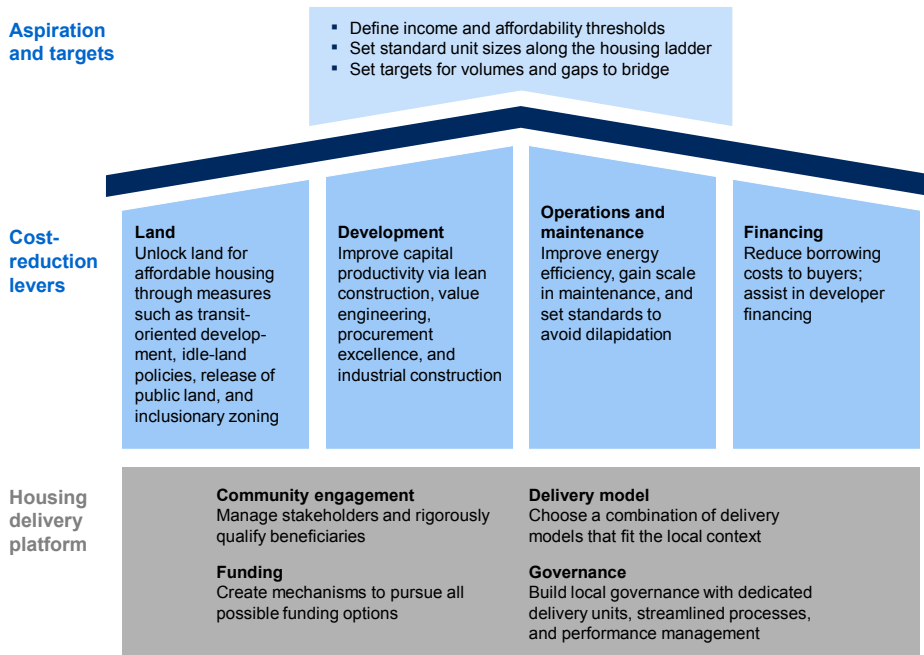 Aspiration
and targets
▪ Define income and affordability thresholds
▪ Set standard unit sizes along the housing ladder
▪ Set targets for volumes and gaps to bridge
Cost-
reduction
levers
Land
Unlock land for
affordable housing
through measures
such as transit-
oriented develop-
ment, idle-land
policies, release of
public land, and
inclusionary zoning
Development
Improve capital
productivity via lean
construction, value
engineering,
procurement
excellence, and
industrial construction
Operations and
maintenance
Improve energy
efficiency, gain scale
in maintenance, and
set standards to
avoid dilapidation
Financing
Reduce borrowing
costs to buyers;
assist in developer
financing
Housing
delivery
platform
Community engagement
Manage stakeholders and rigorously
qualify beneficiaries
Delivery model
Choose a combination of delivery
models that fit the local context
Funding
Create mechanisms to pursue all
possible funding options
Governance
Build local governance with dedicated
delivery units, streamlined processes,
and performance management